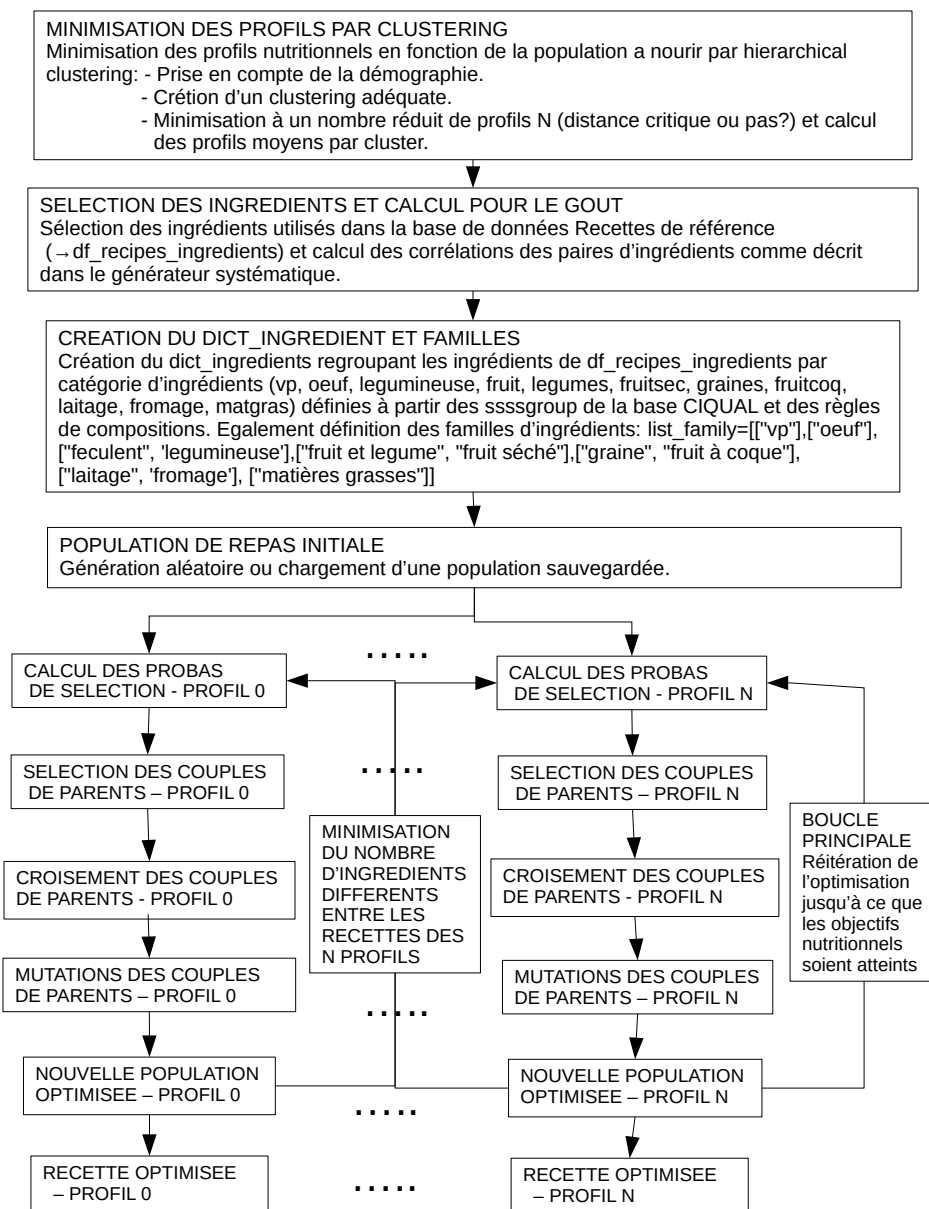 MINIMISATION DES PROFILS PAR CLUSTERING
Minimisation des profils nutritionnels en fonction de la population a nourir par hierarchical
clustering: - Prise en compte de la démographie.
- Crétion d’un clustering adéquate.
- Minimisation à un nombre réduit de profils N (distance critique ou pas?) et calcul
des profils moyens par cluster.
SELECTION DES INGREDIENTS ET CALCUL POUR LE GOUT
Sélection des ingrédients utilisés dans la base de données Recettes de référence
(→df_recipes_ingredients) et calcul des corrélations des paires d’ingrédients comme décrit
dans le générateur systématique.
CREATION DU DICT_INGREDIENT ET FAMILLES
Création du dict_ingredients regroupant les ingrédients de df_recipes_ingredients par
catégorie d’ingrédients (vp, oeuf, legumineuse, fruit, legumes, fruitsec, graines, fruitcoq,
laitage, fromage, matgras) définies à partir des ssssgroup de la base CIQUAL et des règles
de compositions. Egalement définition des familles d’ingrédients: list_family=[["vp"],["oeuf"],
["feculent", 'legumineuse'],["fruit et legume", "fruit séché"],["graine", "fruit à coque"],
["laitage", 'fromage'], ["matières grasses"]]
POPULATION DE REPAS INITIALE
Génération aléatoire ou chargement d’une population sauvegardée.
CALCUL DES PROBAS
DE SELECTION - PROFIL 0
.....
CALCUL DES PROBAS
DE SELECTION - PROFIL N
SELECTION DES COUPLES
DE PARENTS – PROFIL 0
.....
SELECTION DES COUPLES
DE PARENTS – PROFIL N
MINIMISATION
DU NOMBRE
D’INGREDIENTS
DIFFERENTS
ENTRE LES
RECETTES DES
N PROFILS
BOUCLE
PRINCIPALE
Réitération de
l’optimisation
jusqu’à ce que
les objectifs
nutritionnels
soient atteints
CROISEMENT DES COUPLES
DE PARENTS - PROFIL 0
CROISEMENT DES COUPLES
DE PARENTS - PROFIL N
MUTATIONS DES COUPLES
DE PARENTS – PROFIL 0
.....
MUTATIONS DES COUPLES
DE PARENTS – PROFIL N
NOUVELLE POPULATION
OPTIMISEE – PROFIL 0
.....
NOUVELLE POPULATION
OPTIMISEE – PROFIL N
RECETTE OPTIMISEE
– PROFIL 0
.....
RECETTE OPTIMISEE
– PROFIL N